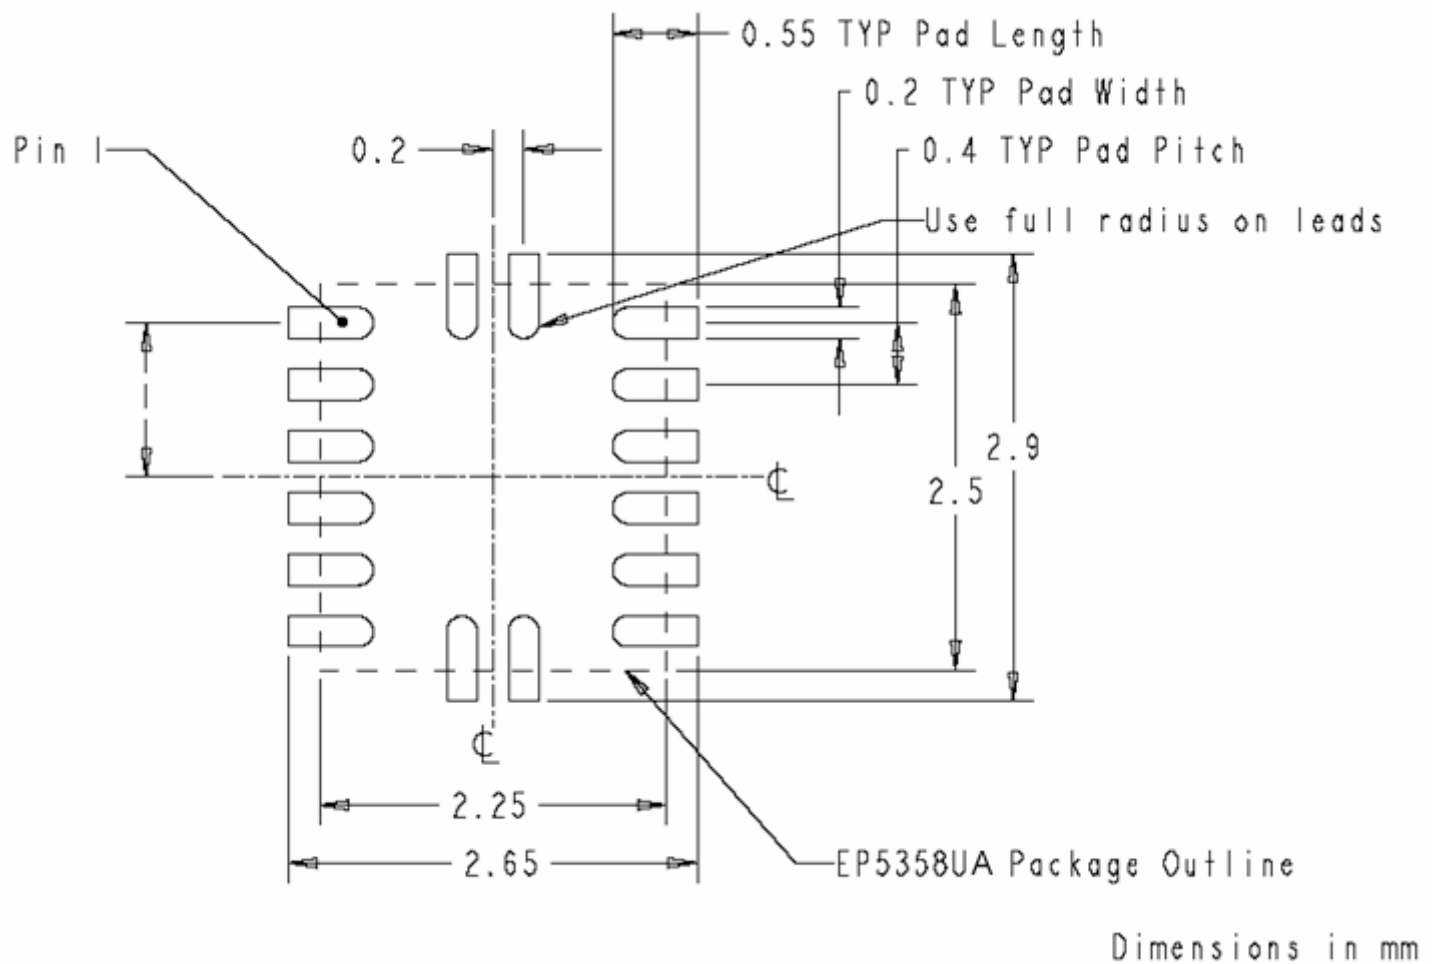 0.55 TYP Pad Length
0.2 TYP Pad Width
Pin 1
0.2
0.4 TYP Pad Pitch
Use full radius on leads
2.9
2.5
℄
℄
2.25
2.65
EP5358UA Package Outline
Dimensions in mm